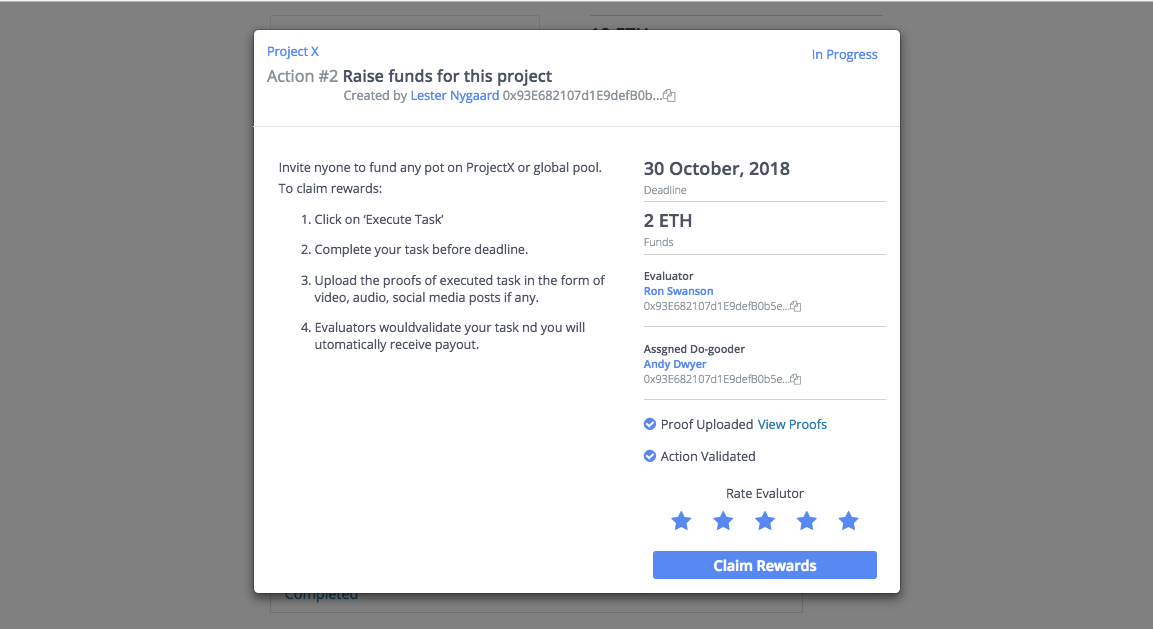 Project X
In Progress
Action #2 Raise funds for this project
Created by Lester Nygaard 0x93E682107d1E9defB0b...
Invite nyone to fund any pot on ProjectX or global pool.
To claim rewards:
1. Click on ‘Execute Task’
2. Complete your task before deadline.
3. Upload the proofs of executed task in the form of
video, audio, social media posts if any.
4. Evaluators wouldvalidate your task nd you will
utomatically receive payout.
30 October, 2018
Deadline
2 ETH
Funds
Evaluator
Ron Swanson
0x93E682107d1E9defB0b5e...
Assgned Do-gooder
Andy Dwyer
0x93E682107d1E9defB0b5e...
Proof Uploaded View Proofs
Action Validated
Rate Evalutor
Claim Rewards
Completed